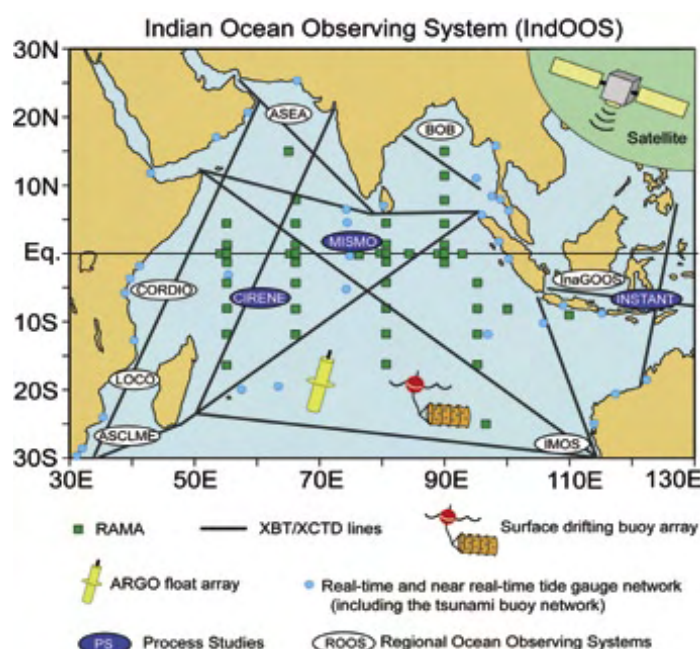 Indian Ocean Observing System (IndOOS)
30N
20N
10N
Eq.
10S
20S
30S
Satellite
ASEA
BOB
MISMO
CORDIO
CIRENE
InaGOOS
INSTANT
LOCO
ASCLME
IMOS
30E 50E 70E 90E 110E 130E
RAMA
XBT/XCTD lines
Surface drifting buoy array
ARGO float array
Real-time and near real-time tide gauge network
(including the tsunami buoy network)
PS Process Studies
ROOS Regional Ocean Observing Systems